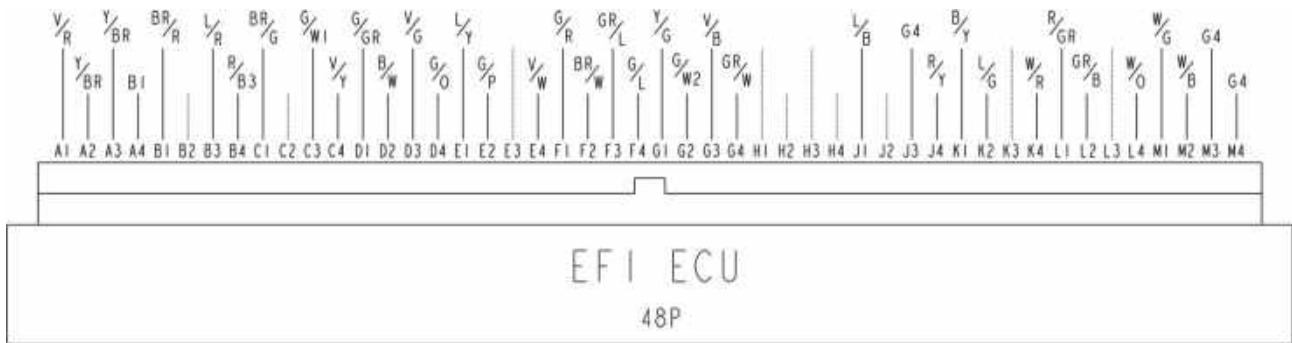 V/R Y/BR BR/R L/R BR/G G/W1 G/GR V/G L/Y G/R GR/L Y/G V/B L/B G4 B/Y R/GR W/G G4
Y/BR B1 R/B3 V/Y B/W G/O G/P V/W BR/W G/L G/W2 GR/W R/Y L/G W/R GR/B W/O W/B G4
A1 A2 A3 A4 B1 B2 B3 B4 C1 C2 C3 C4 D1 D2 D3 D4 E1 E2 E3 E4 F1 F2 F3 F4 G1 G2 G3 G4 H1 H2 H3 H4 J1 J2 J3 J4 K1 K2 K3 K4 L1 L2 L3 L4 M1 M2 M3 M4
EFI ECU
48P